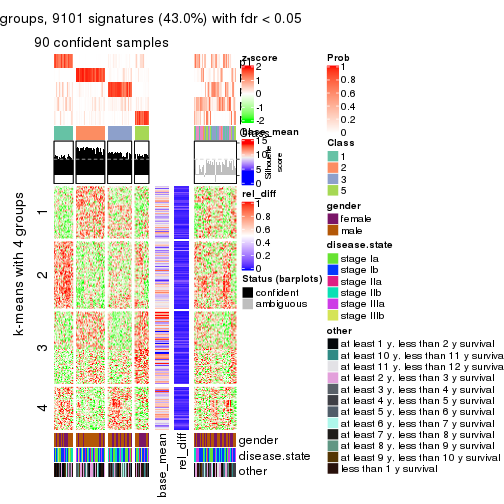 groups, 9101 signatures (43.0%) with fdr < 0.05
90 confident samples
k-means with 4 groups
1
2
3
4
gender
disease.state
other
base_mean
rel_diff
Class
z-score
2
1
0
-1
-2
base_mean
15
10
5
0
Silhouette
score
rel_diff
1
0.8
0.6
0.4
0.2
0
Status (barplots)
confident
ambiguous
Prob
1
0.8
0.6
0.4
0.2
0
Class
1
2
3
5
gender
female
male
disease.state
stage Ia
stage Ib
stage IIa
stage IIb
stage IIIa
stage IIIb
other
at least 1 y. less than 2 y survival
at least 10 y. less than 11 y survival
at least 11 y. less than 12 y survival
at least 2 y. less than 3 y survival
at least 3 y. less than 4 y survival
at least 4 y. less than 5 y survival
at least 5 y. less than 6 y survival
at least 6 y. less than 7 y survival
at least 7 y. less than 8 y survival
at least 8 y. less than 9 y survival
at least 9 y. less than 10 y survival
less than 1 y survival